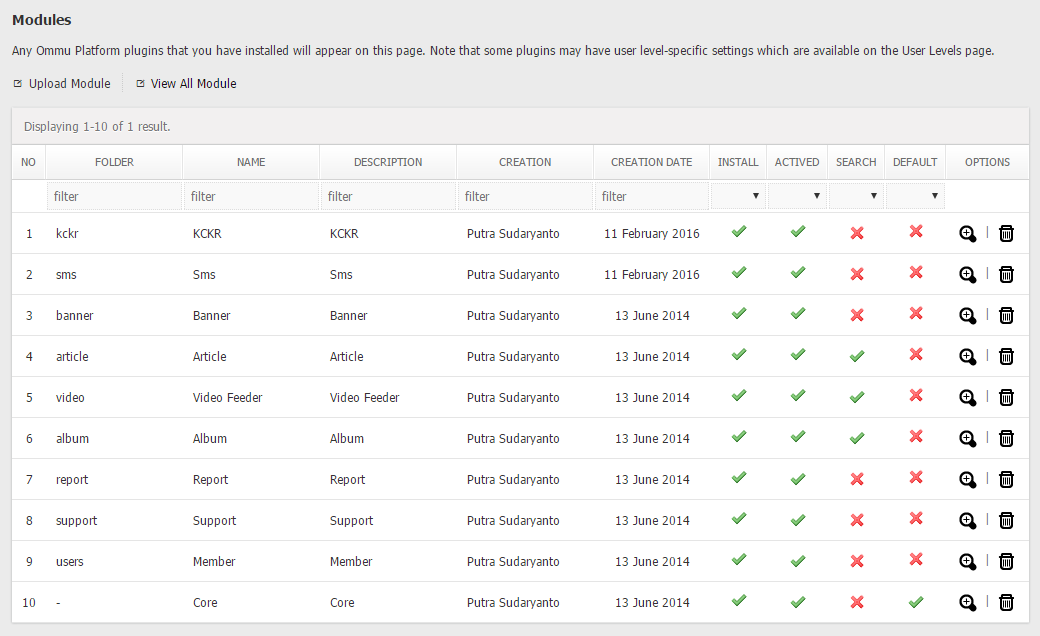 Modules
Any Ommu Platform plugins that you have installed will appear on this page. Note that some plugins may have user level-specific settings which are available on the User Levels page.
Upload Module View All Module
Displaying 1-10 of 1 result.
NO FOLDER NAME DESCRIPTION CREATION CREATION DATE INSTALL ACTIVED SEARCH DEFAULT OPTIONS
filter filter filter filter filter
1 kckr KCKR KCKR Putra Sudaryanto 11 February 2016 |
2 sms Sms Sms Putra Sudaryanto 11 February 2016 |
3 banner Banner Banner Putra Sudaryanto 13 June 2014 |
4 article Article Article Putra Sudaryanto 13 June 2014 |
5 video Video Feeder Video Feeder Putra Sudaryanto 13 June 2014 |
6 album Album Album Putra Sudaryanto 13 June 2014 |
7 report Report Report Putra Sudaryanto 13 June 2014 |
8 support Support Support Putra Sudaryanto 13 June 2014 |
9 users Member Member Putra Sudaryanto 13 June 2014 |
10 - Core Core Putra Sudaryanto 13 June 2014 |